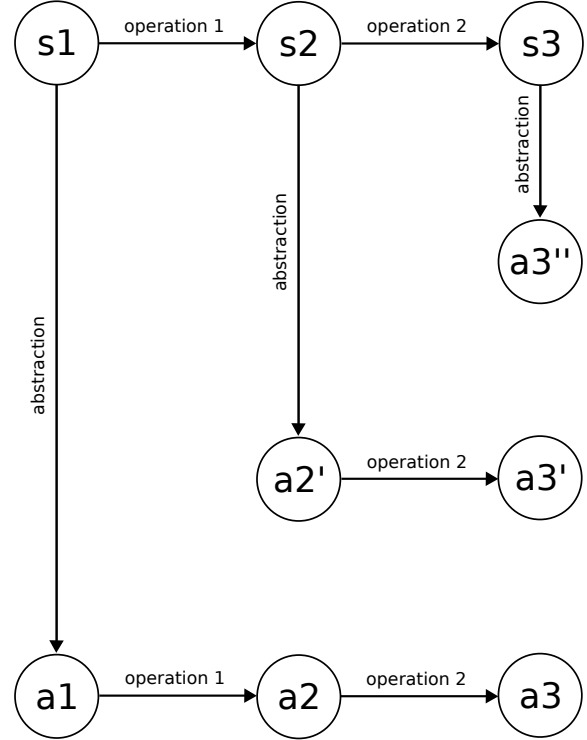 s1
operation 1
s2
operation 2
s3
abstraction
abstraction
abstraction
a3''
a2'
operation 2
a3'
a1
operation 1
a2
operation 2
a3